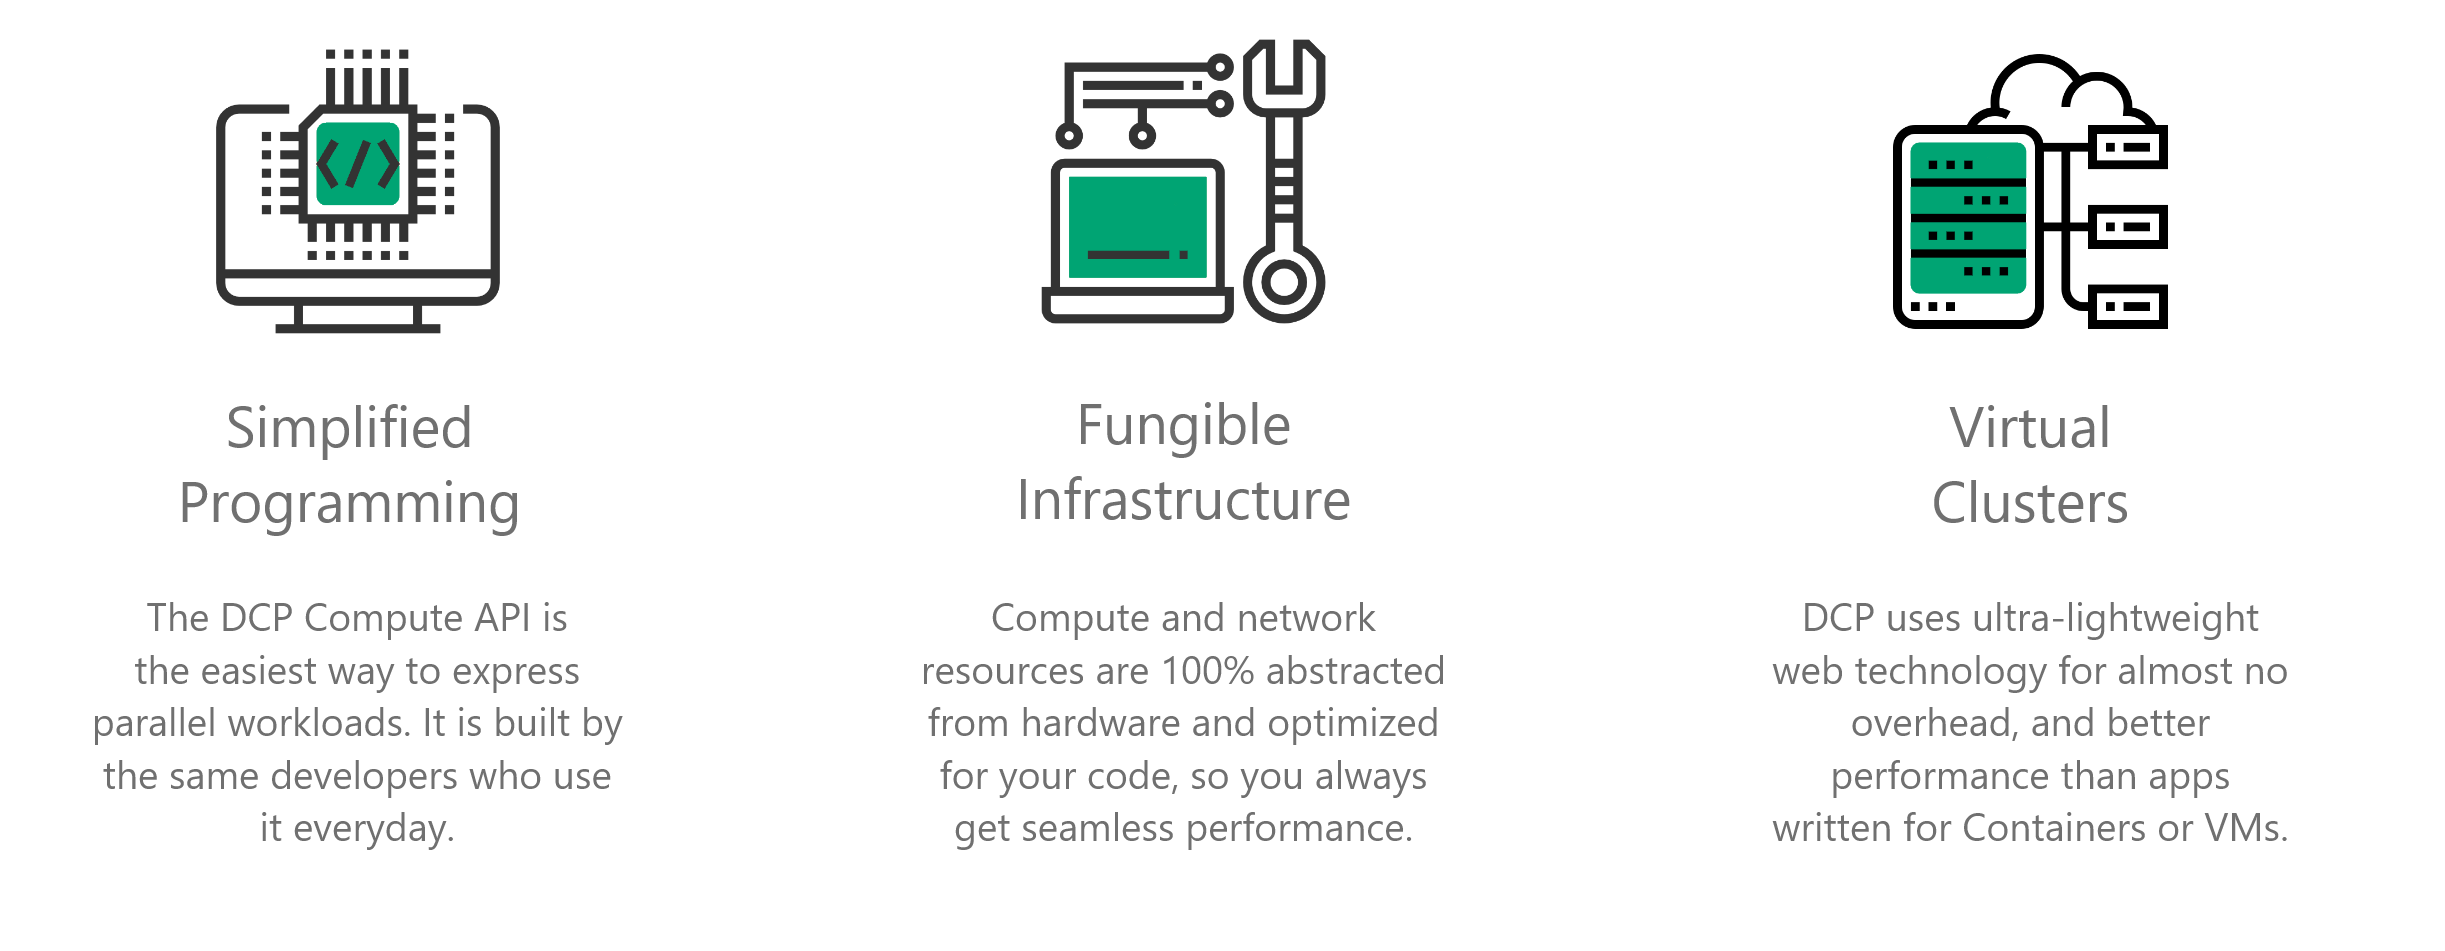 Simplified
Programming
The DCP Compute API is
the easiest way to express
parallel workloads. It is built by
the same developers who use
it everyday.
Fungible
Infrastructure
Compute and network
resources are 100% abstracted
from hardware and optimized
for your code, so you always
get seamless performance.
Virtual
Clusters
DCP uses ultra-lightweight
web technology for almost no
overhead, and better
performance than apps
written for Containers or VMs.